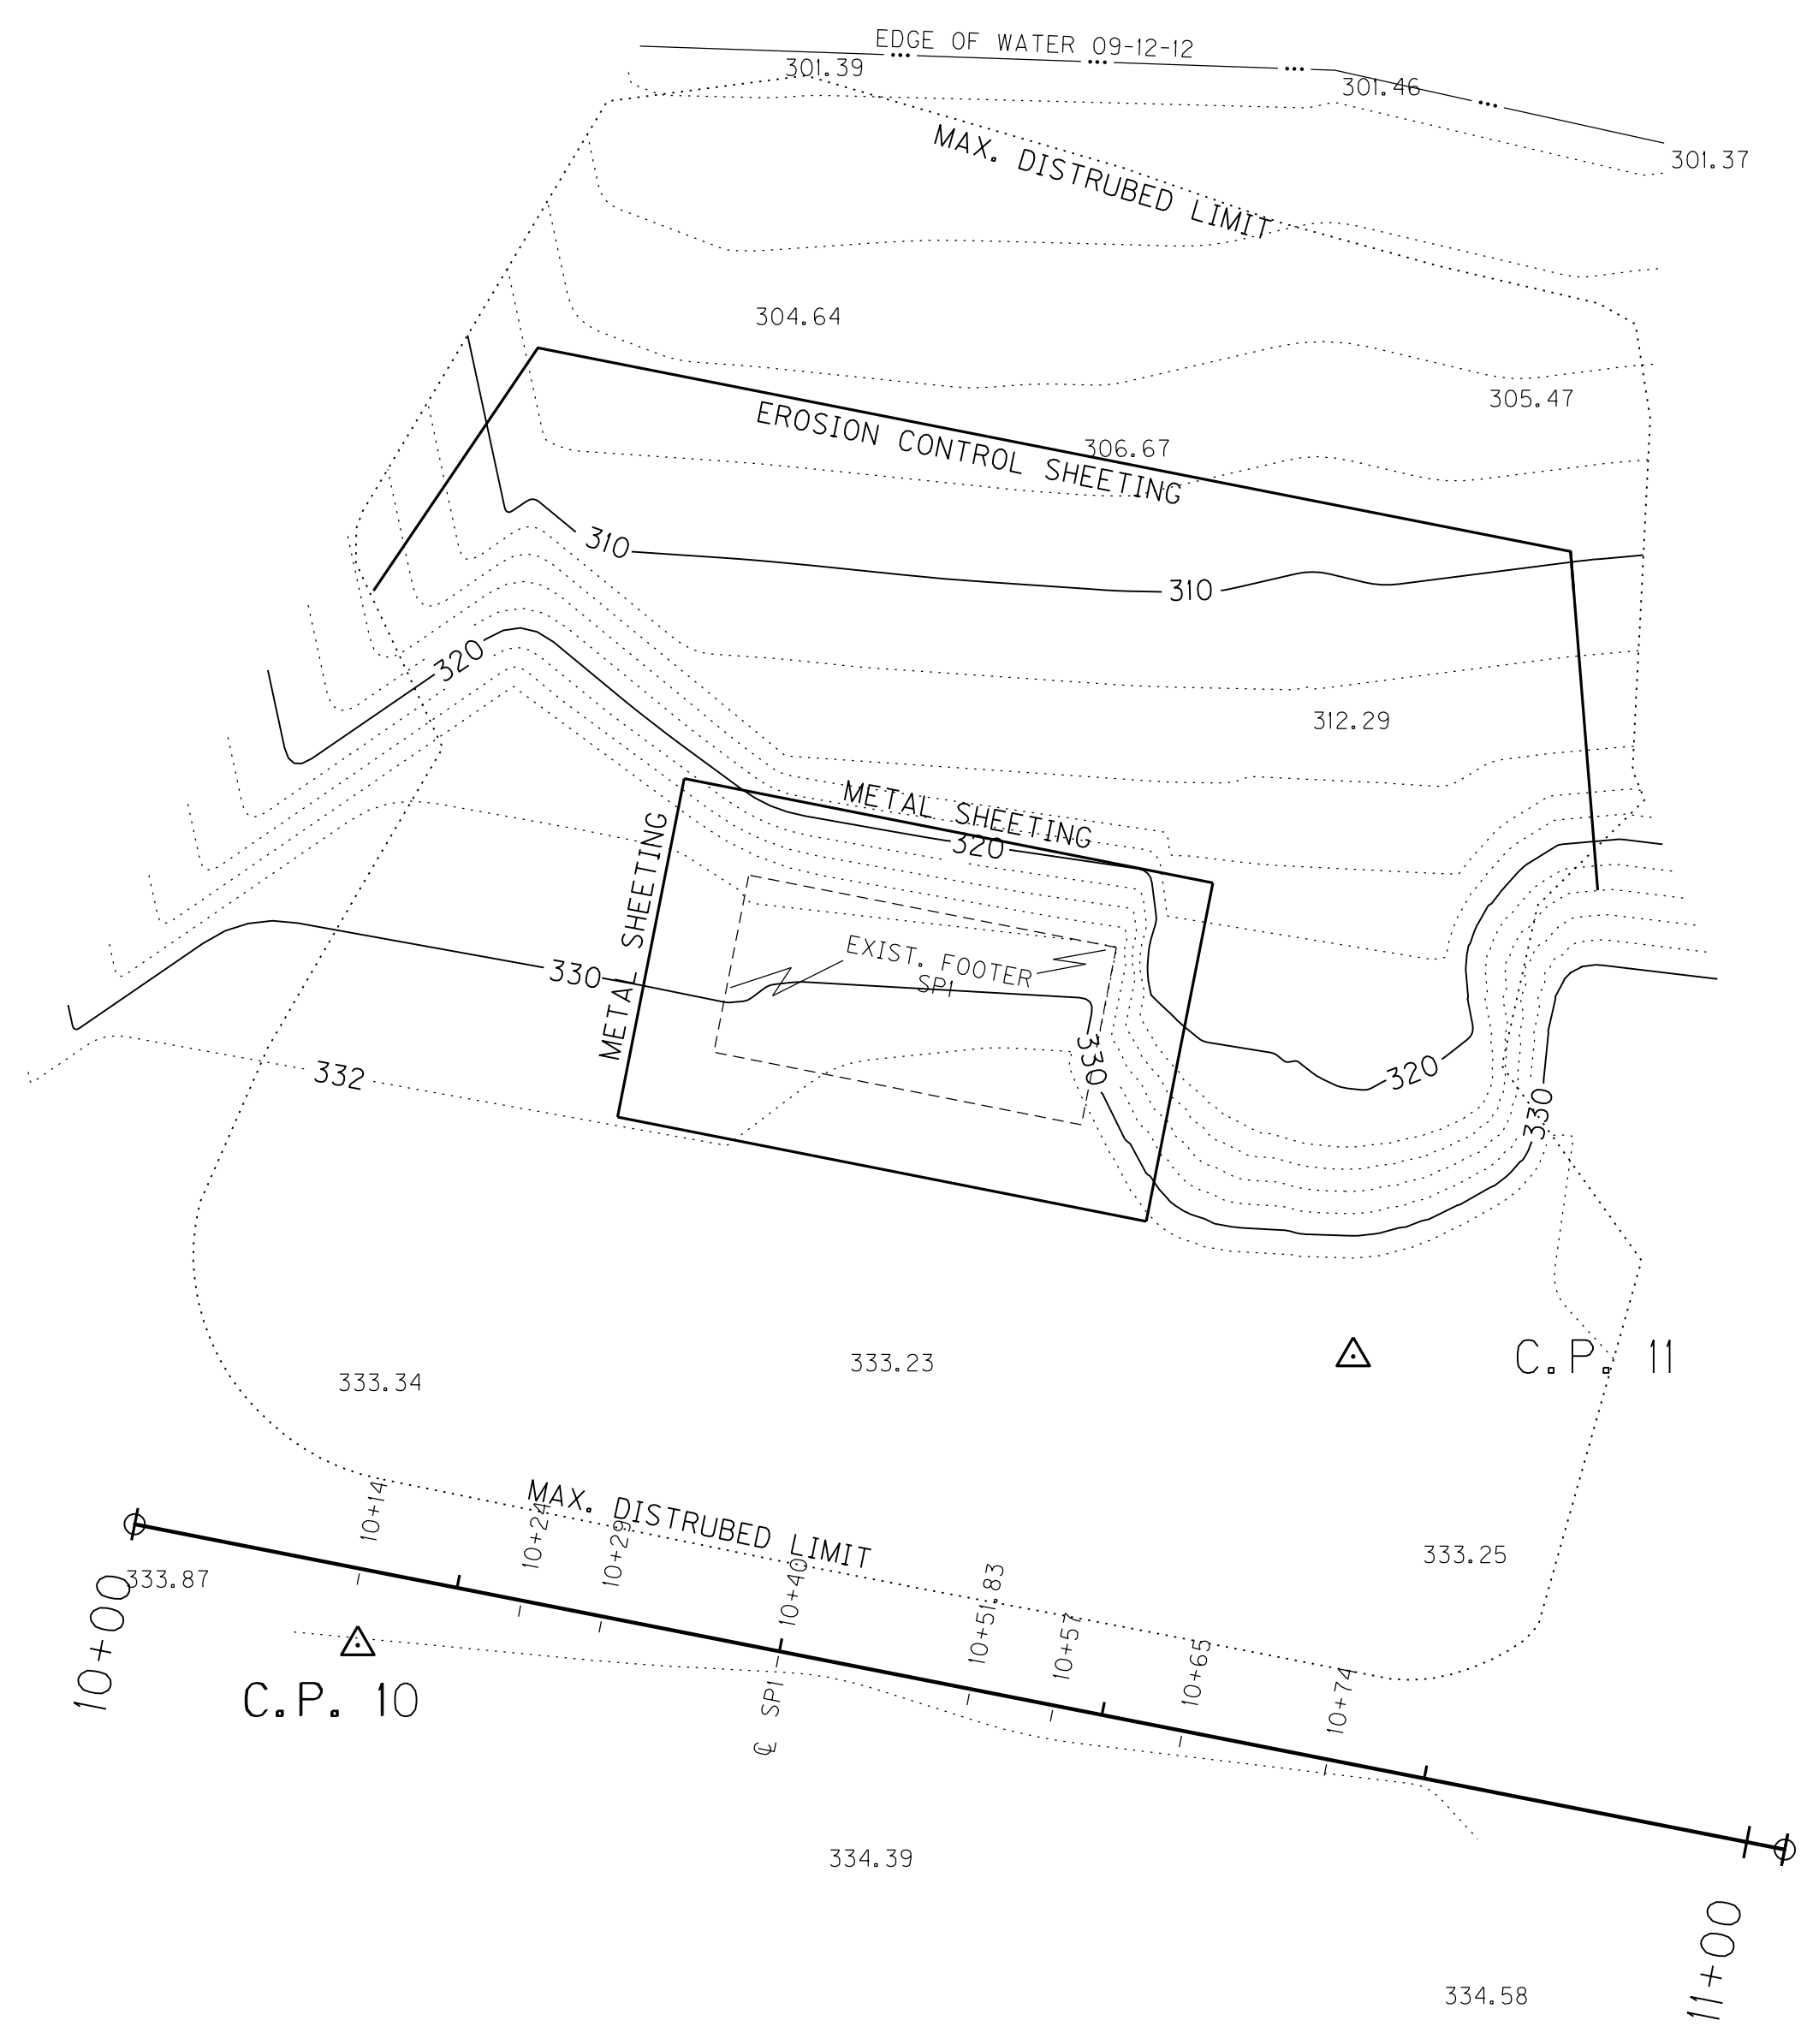 EDGE OF WATER 09-12-12
301.39
301.46
301.37
MAX. DISTRUBED LIMIT
304.64
305.47
306.67
EROSION CONTROL SHEETING
310
310
320
312.29
METAL SHEETING
320
METAL SHEETING
EXIST. FOOTER
SP1
330
332
330
320
330
C.P. 11
333.23
333.34
MAX. DISTRUBED LIMIT
10+14
10+24
10+29
10+40
10+51.83
10+57
10+65
10+74
333.25
333.87
10+00
C.P. 10
℄ SP1
334.39
11+00
334.58